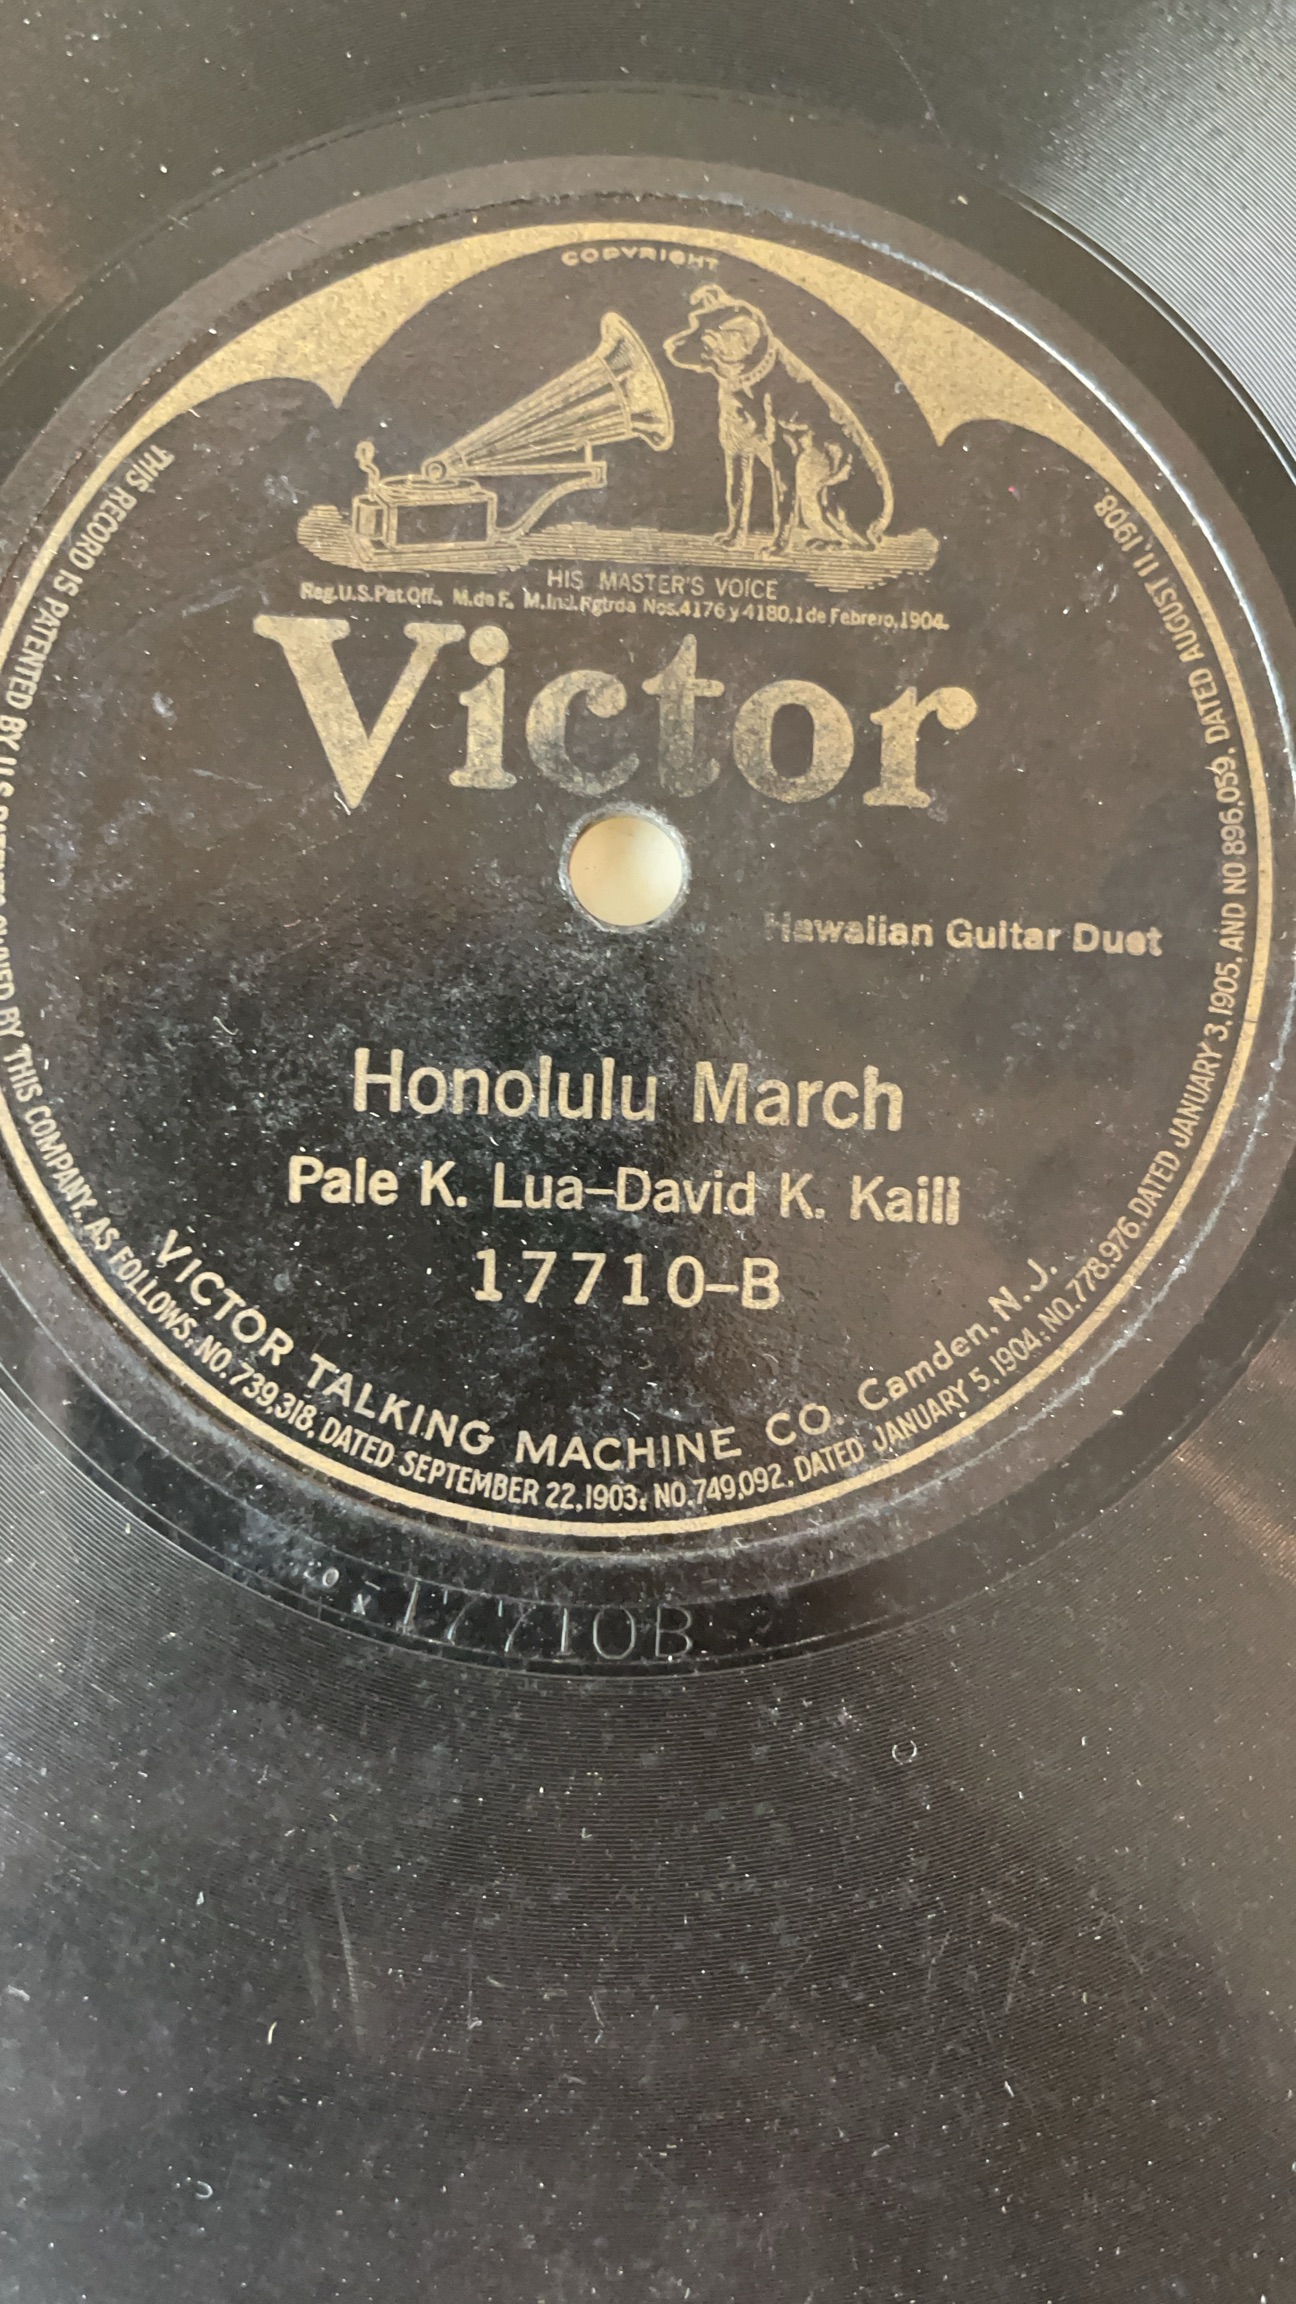 COPYRIGHT
HIS MASTER'S VOICE
Reg.U.S.Pat.Off., M.de F. M.Ind.Rgtrda Nos.4176 y 4180,1 de Febrero,1904.
Victor
Hawaiian Guitar Duet
Honolulu March
Pale K. Lua–David K. Kaili
17710–B
VICTOR TALKING MACHINE CO. Camden, N. J.
THIS RECORD IS PATENTED BY U.S. PATENTS OWNED BY THIS COMPANY, AS FOLLOWS: NO. 739,318, DATED SEPTEMBER 22, 1903; NO. 749,092, DATED JANUARY 5, 1904; NO. 778,976, DATED JANUARY 3, 1905, AND NO 896,059, DATED AUGUST 11, 1908.
17710B